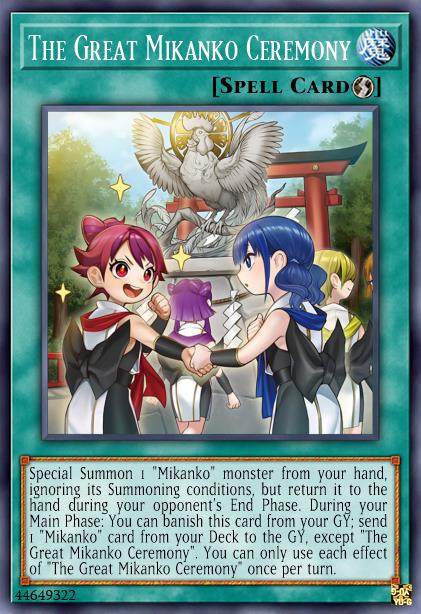 The Great Mikanko Ceremony
魔
[Spell Card]
Special Summon 1 "Mikanko" monster from your hand,
ignoring its Summoning conditions, but return it to the
hand during your opponent's End Phase. During your
Main Phase: You can banish this card from your GY; send
1 "Mikanko" card from your Deck to the GY, except "The
Great Mikanko Ceremony". You can only use each effect
of "The Great Mikanko Ceremony" once per turn.
44649322